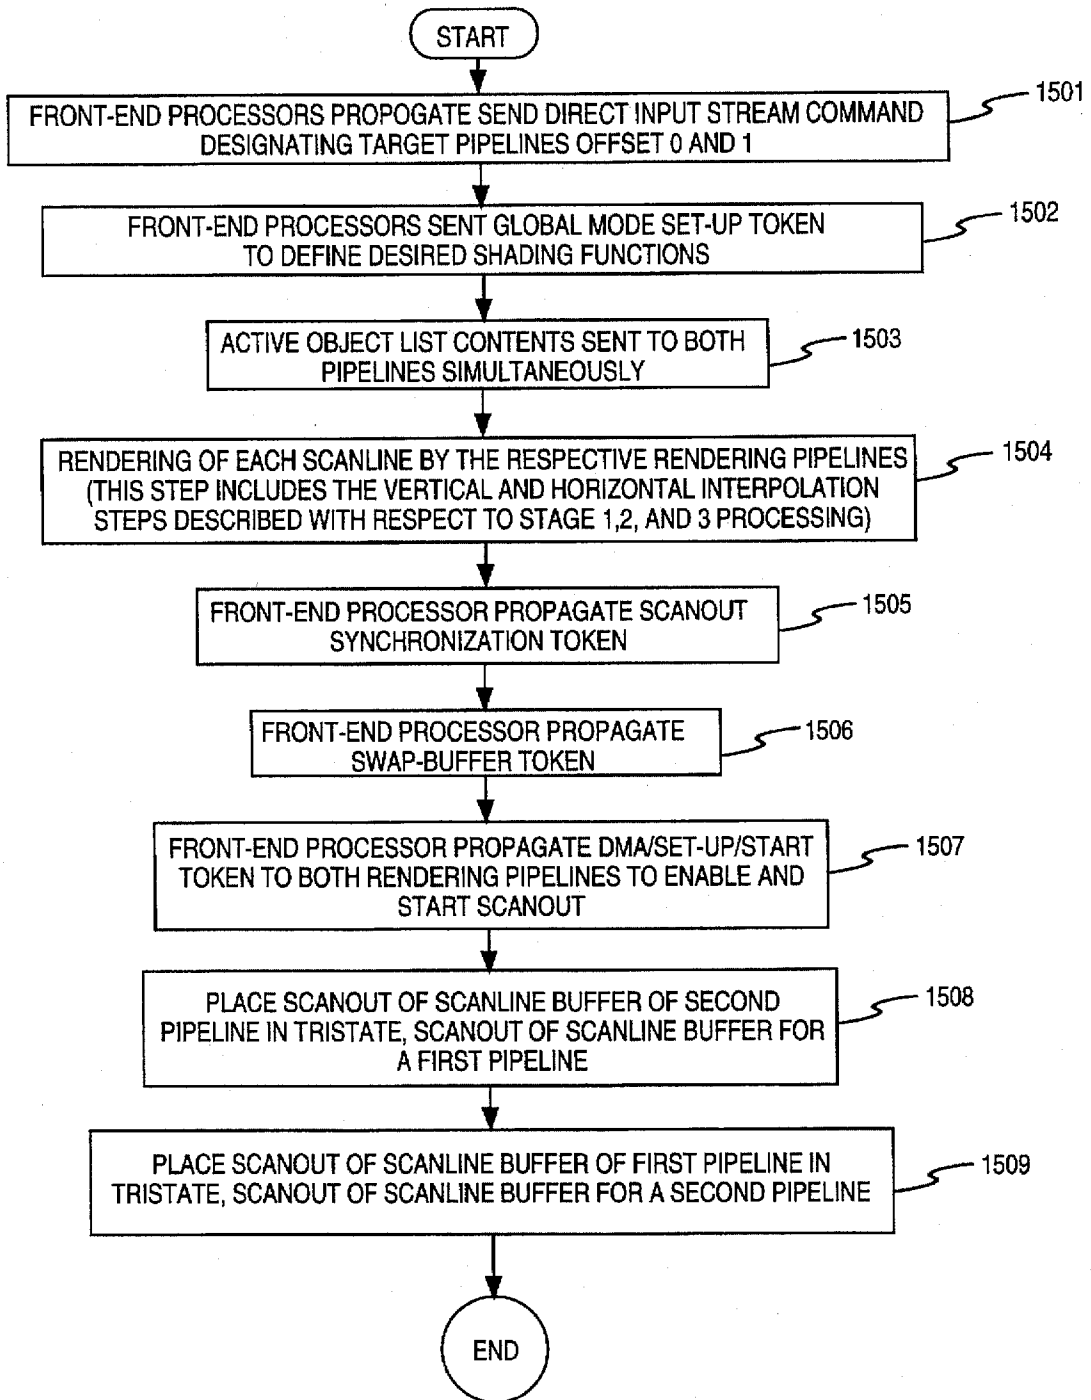 START
FRONT-END PROCESSORS PROPOGATE SEND DIRECT INPUT STREAM COMMAND
DESIGNATING TARGET PIPELINES OFFSET 0 AND 1
1501
FRONT-END PROCESSORS SENT GLOBAL MODE SET-UP TOKEN
TO DEFINE DESIRED SHADING FUNCTIONS
1502
ACTIVE OBJECT LIST CONTENTS SENT TO BOTH
PIPELINES SIMULTANEOUSLY
1503
RENDERING OF EACH SCANLINE BY THE RESPECTIVE RENDERING PIPELINES
(THIS STEP INCLUDES THE VERTICAL AND HORIZONTAL INTERPOLATION
STEPS DESCRIBED WITH RESPECT TO STAGE 1,2, AND 3 PROCESSING)
1504
FRONT-END PROCESSOR PROPAGATE SCANOUT
SYNCHRONIZATION TOKEN
1505
FRONT-END PROCESSOR PROPAGATE
SWAP-BUFFER TOKEN
1506
FRONT-END PROCESSOR PROPAGATE DMA/SET-UP/START
TOKEN TO BOTH RENDERING PIPELINES TO ENABLE AND
START SCANOUT
1507
PLACE SCANOUT OF SCANLINE BUFFER OF SECOND
PIPELINE IN TRISTATE, SCANOUT OF SCANLINE BUFFER FOR
A FIRST PIPELINE
1508
PLACE SCANOUT OF SCANLINE BUFFER OF FIRST PIPELINE IN
TRISTATE, SCANOUT OF SCANLINE BUFFER FOR A SECOND PIPELINE
1509
END